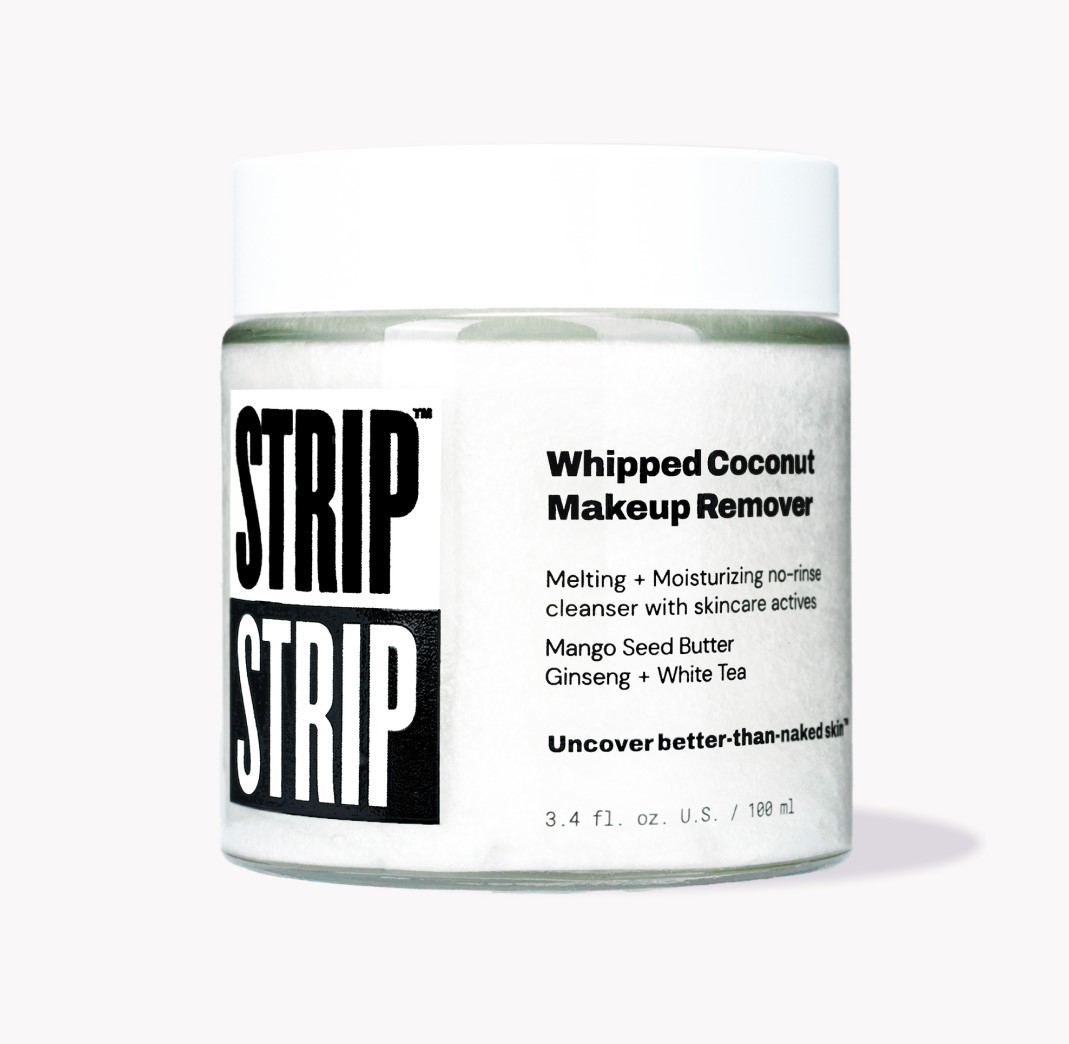 STRIP™
STRIP
Whipped Coconut
Makeup Remover
Melting + Moisturizing no-rinse
cleanser with skincare actives
Mango Seed Butter
Ginseng + White Tea
Uncover better-than-naked skin™
3.4 fl. oz. U.S. / 100 ml